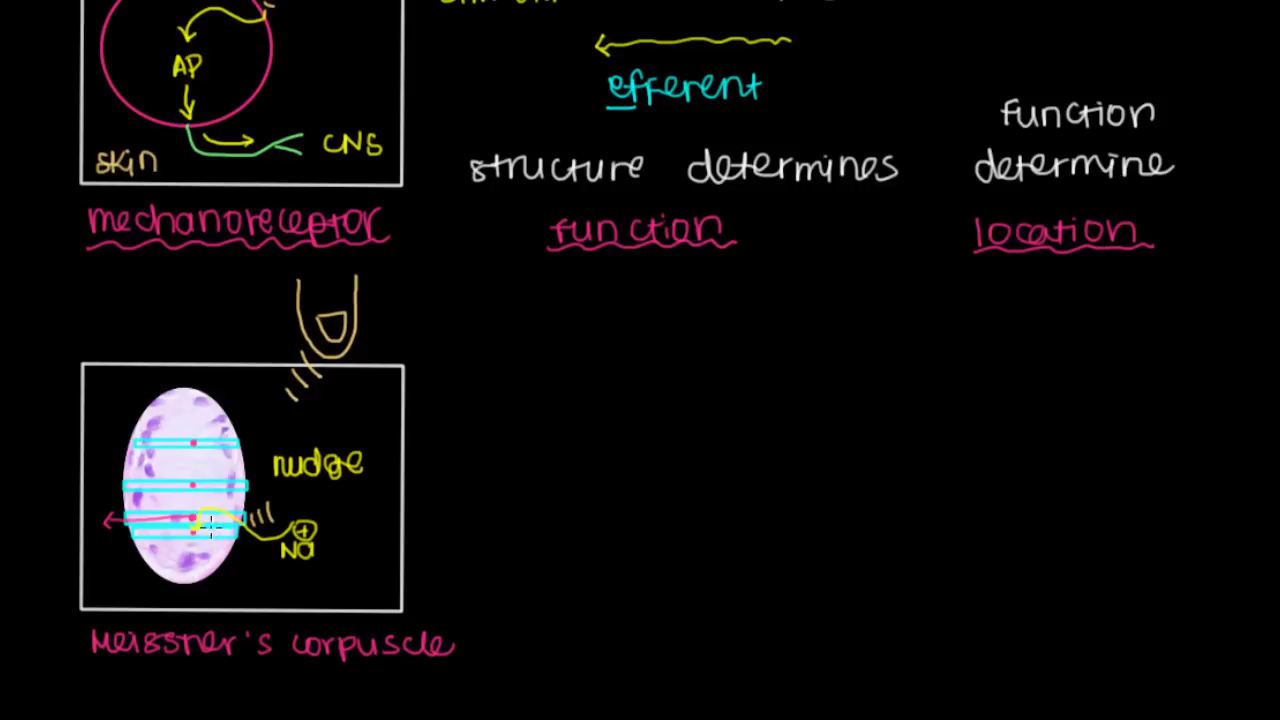 AP
CNS
skin
mechanoreceptor
efferent
structure determines
function
function
determine
location
nudge
+
Na
Meissner's corpuscle